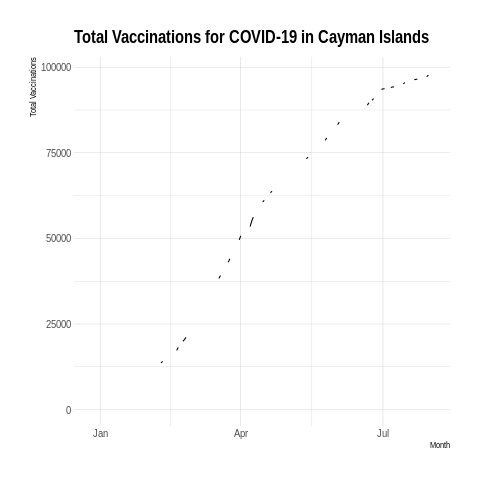 Total Vaccinations for COVID-19 in Cayman Islands
Total Vaccinations
100000
75000
50000
25000
0
Jan Apr Jul
Month